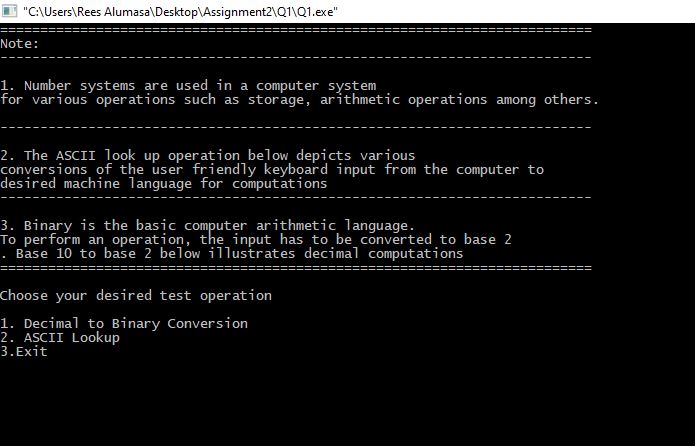 "C:\Users\Rees Alumasa\Desktop\Assignment2\Q1\Q1.exe"
==========================================================================
Note:
--------------------------------------------------------------------------
1. Number systems are used in a computer system
for various operations such as storage, arithmetic operations among others.
--------------------------------------------------------------------------
2. The ASCII look up operation below depicts various
conversions of the user friendly keyboard input from the computer to
desired machine language for computations
--------------------------------------------------------------------------
3. Binary is the basic computer arithmetic language.
To perform an operation, the input has to be converted to base 2
. Base 10 to base 2 below illustrates decimal computations
==========================================================================
Choose your desired test operation
1. Decimal to Binary Conversion
2. ASCII Lookup
3.Exit